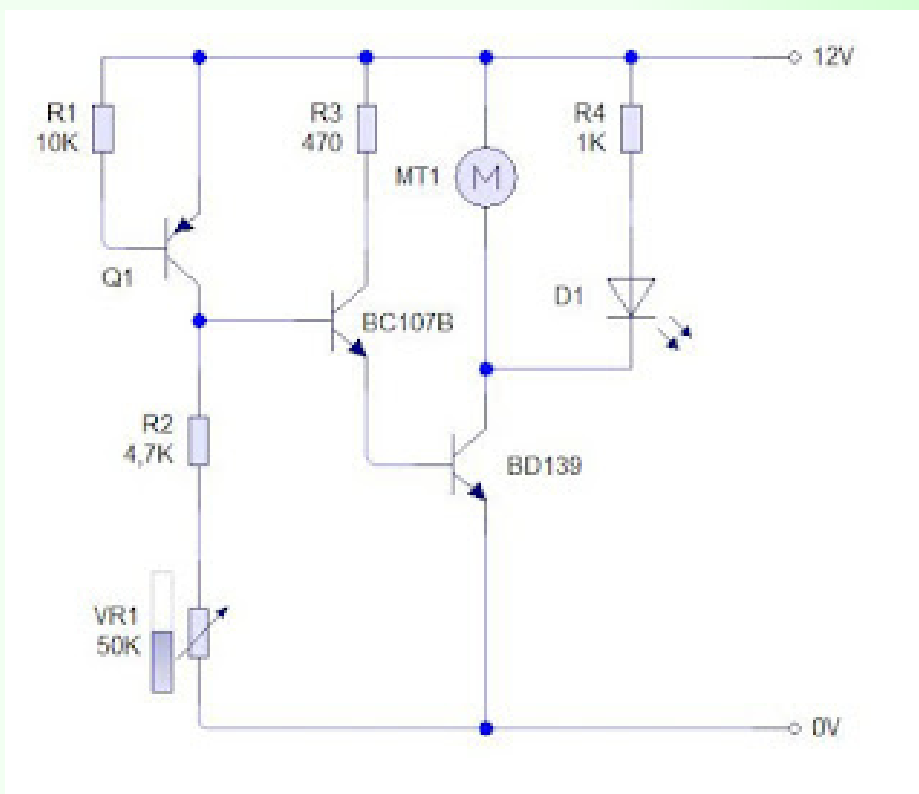 12V
R1
10K
R3
470
R4
1K
MT1
M
Q1
D1
BC107B
R2
4,7K
BD139
VR1
50K
0V